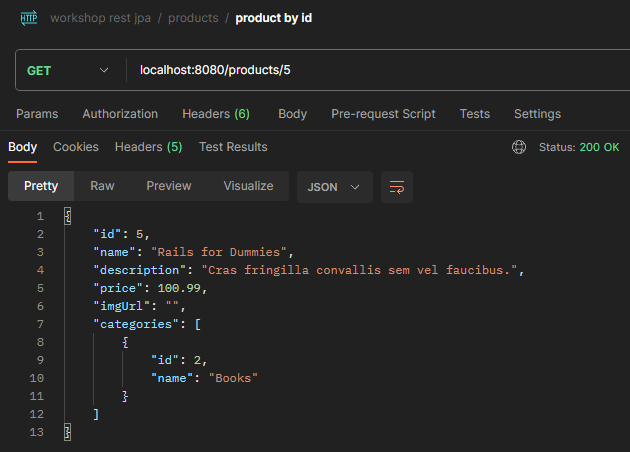 HTTP workshop rest jpa / products / product by id
GET localhost:8080/products/5
Params Authorization Headers (6) Body Pre-request Script Tests Settings
Body Cookies Headers (5) Test Results Status: 200 OK
Pretty Raw Preview Visualize JSON
1 {
2 "id": 5,
3 "name": "Rails for Dummies",
4 "description": "Cras fringilla convallis sem vel faucibus.",
5 "price": 100.99,
6 "imgUrl": "",
7 "categories": [
8 {
9 "id": 2,
10 "name": "Books"
11 }
12 ]
13 }